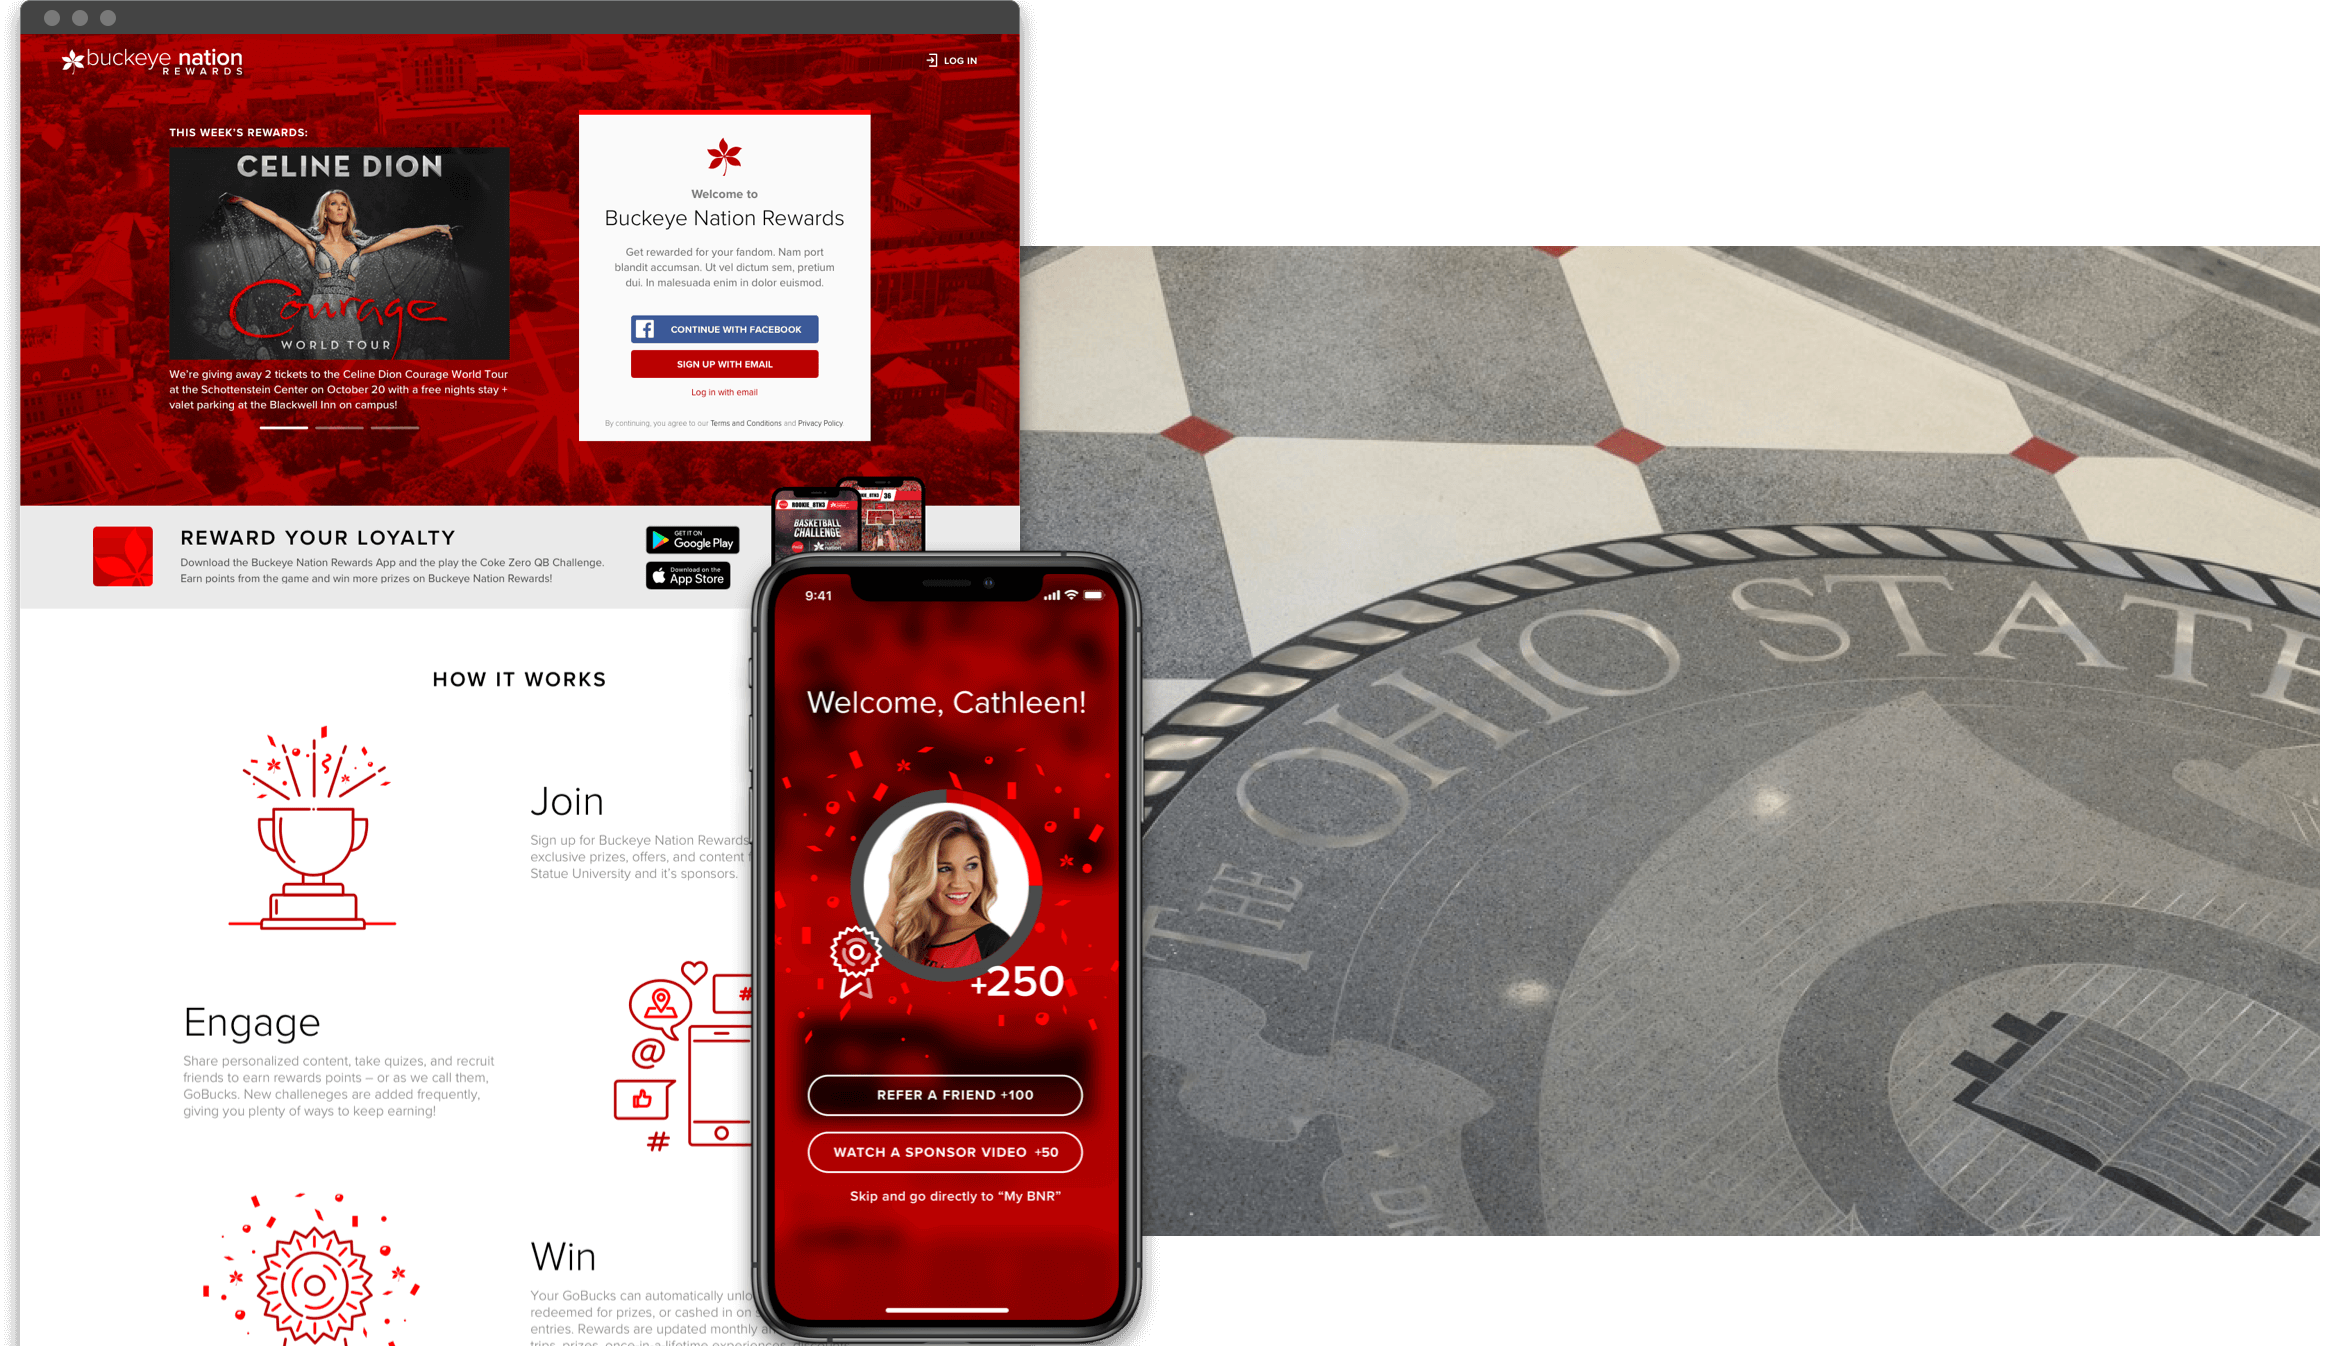 buckeye nation
REWARDS
LOG IN
THIS WEEK'S REWARDS:
CELINE DION
Courage
WORLD TOUR
We're giving away 2 tickets to the Celine Dion Courage World Tour
at the Schottenstein Center on October 20 with a free nights stay +
valet parking at the Blackwell Inn on campus!
Welcome to
Buckeye Nation Rewards
Get rewarded for your fandom. Nam port
blandit accumsan. Ut vel dictum sem, pretium
dui. In malesuada enim in dolor euismod.
CONTINUE WITH FACEBOOK
SIGN UP WITH EMAIL
Log in with email
By continuing, you agree to our Terms and Conditions and Privacy Policy
REWARD YOUR LOYALTY
Download the Buckeye Nation Rewards App and the play the Coke Zero QB Challenge.
Earn points from the game and win more prizes on Buckeye Nation Rewards!
GET IT ON
Google Play
Download on the
App Store
ROOKIE_RTN3
36
BASKETBALL
CHALLENGE
buckeye
nation
HOW IT WORKS
Join
Sign up for Buckeye Nation Rewards
exclusive prizes, offers, and content
Statue University and it's sponsors.
Engage
Share personalized content, take quizes, and recruit
friends to earn rewards points – or as we call them,
GoBucks. New challeneges are added frequently,
giving you plenty of ways to keep earning!
@
#
#
Win
Your GoBucks can automatically unlo
redeemed for prizes, or cashed in on
entries. Rewards are updated monthly
trips, prizes, once-in-a-lifetime experiences,
9:41
Welcome, Cathleen!
+250
REFER A FRIEND +100
WATCH A SPONSOR VIDEO +50
Skip and go directly to “My BNR”
THE OHIO STATE